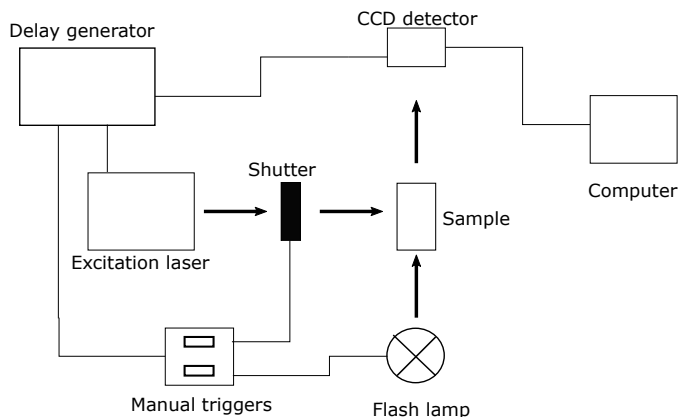 Delay generator
CCD detector
Shutter
Computer
Sample
Excitation laser
Manual triggers
Flash lamp